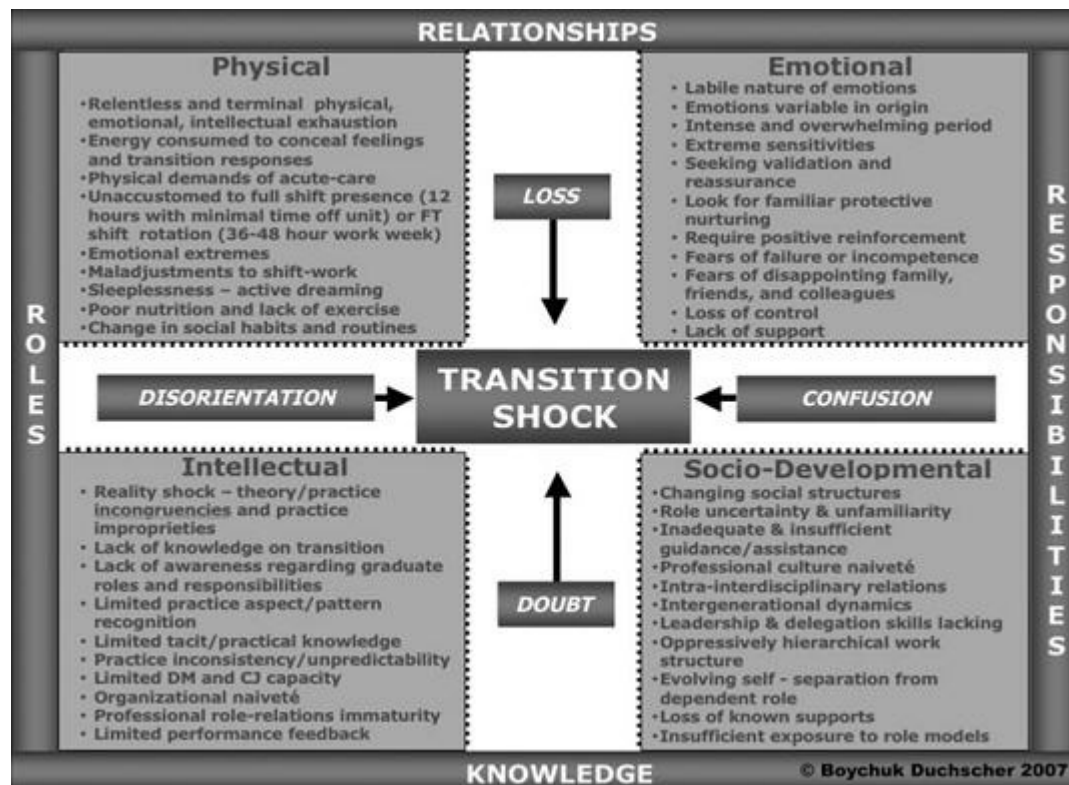 RELATIONSHIPS
Physical
•Relentless and terminal physical,
emotional, intellectual exhaustion
•Energy consumed to conceal feelings
and transition responses
•Physical demands of acute-care
•Unaccustomed to full shift presence (12
hours with minimal time off unit) or FT
shift rotation (36-48 hour work week)
•Emotional extremes
•Maladjustments to shift-work
•Sleeplessness – active dreaming
•Poor nutrition and lack of exercise
•Change in social habits and routines
LOSS
Emotional
• Labile nature of emotions
• Emotions variable in origin
• Intense and overwhelming period
• Extreme sensitivities
• Seeking validation and
reassurance
• Look for familiar protective
nurturing
• Require positive reinforcement
• Fears of failure or incompetence
• Fears of disappointing family,
friends, and colleagues
• Loss of control
• Lack of support
ROLES
DISORIENTATION
TRANSITION
SHOCK
CONFUSION
RESPONSIBILITIES
Intellectual
• Reality shock – theory/practice
incongruencies and practice
improprieties
• Lack of knowledge on transition
• Lack of awareness regarding graduate
roles and responsibilities
• Limited practice aspect/pattern
recognition
• Limited tacit/practical knowledge
• Practice inconsistency/unpredictability
• Limited DM and CJ capacity
• Organizational naiveté
• Professional role-relations immaturity
• Limited performance feedback
DOUBT
Socio-Developmental
•Changing social structures
•Role uncertainty & unfamiliarity
•Inadequate & insufficient
guidance/assistance
•Professional culture naiveté
•Intra-interdisciplinary relations
•Intergenerational dynamics
•Leadership & delegation skills lacking
•Oppressively hierarchical work
structure
•Evolving self - separation from
dependent role
•Loss of known supports
•Insufficient exposure to role models
KNOWLEDGE
© Boychuk Duchscher 2007